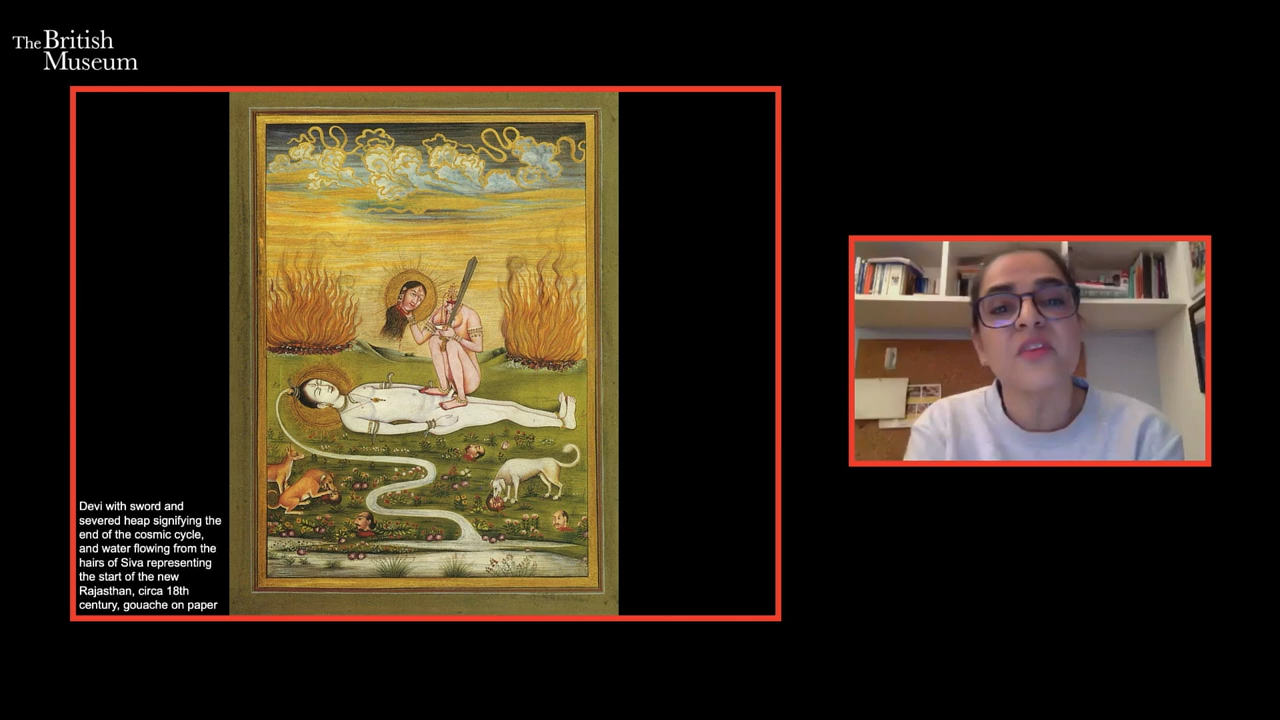 The British
Museum
Devi with sword and
severed heap signifying the
end of the cosmic cycle,
and water flowing from the
hairs of Siva representing
the start of the new
Rajasthan, circa 18th
century, gouache on paper